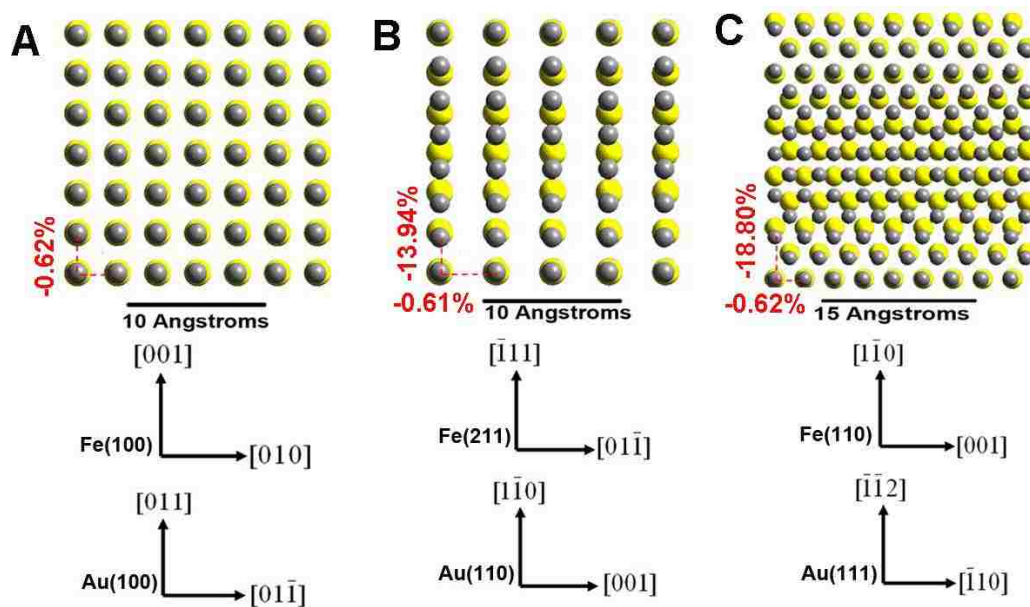 A
-0.62%
10 Angstroms
[001]
Fe(100)
[010]
[011]
Au(100)
[011̄]
B
-13.94%
-0.61%
10 Angstroms
[1̄11]
Fe(211)
[011̄]
[11̄0]
Au(110)
[001]
C
-18.80%
-0.62%
15 Angstroms
[11̄0]
Fe(110)
[001]
[1̄1̄2]
Au(111)
[1̄10]